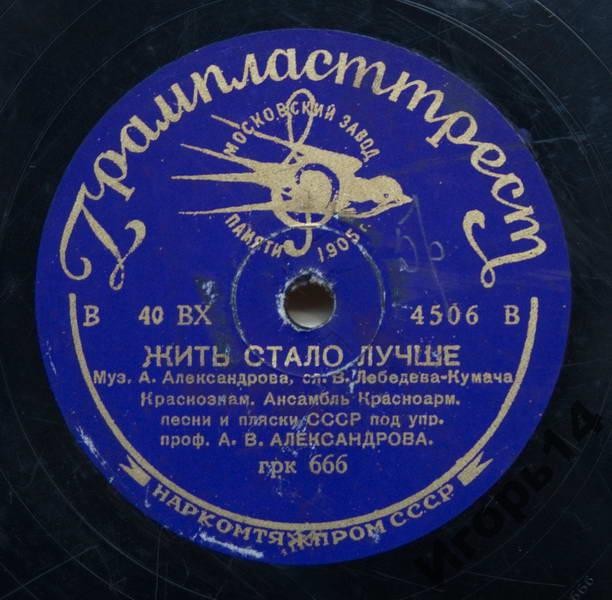 Грампласттрест
МОСКОВСКИЙ ЗАВОД
ПАМЯТИ 1905 г.
В 40 ВХ 4506 В
ЖИТЬ СТАЛО ЛУЧШЕ
Муз. А. Александрова, сл. В. Лебедева-Кумача
Краснознам. Ансамбль Красноарм.
песни и пляски СССР под упр.
проф. А. В. АЛЕКСАНДРОВА.
грк 666
НАРКОМТЯЖПРОМ СССР
Игорь14
666